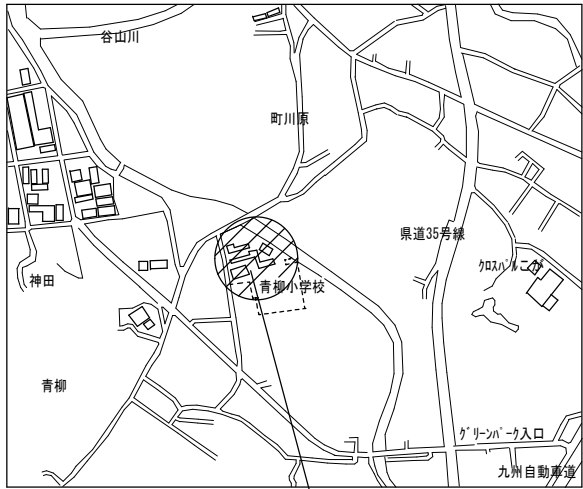 谷山川
町川原
県道35号線
ｸﾛｽﾊﾟﾙこが
神田
青柳小学校
青柳
ｸﾞﾘｰﾝﾊﾟｰｸ入口
九州自動車道